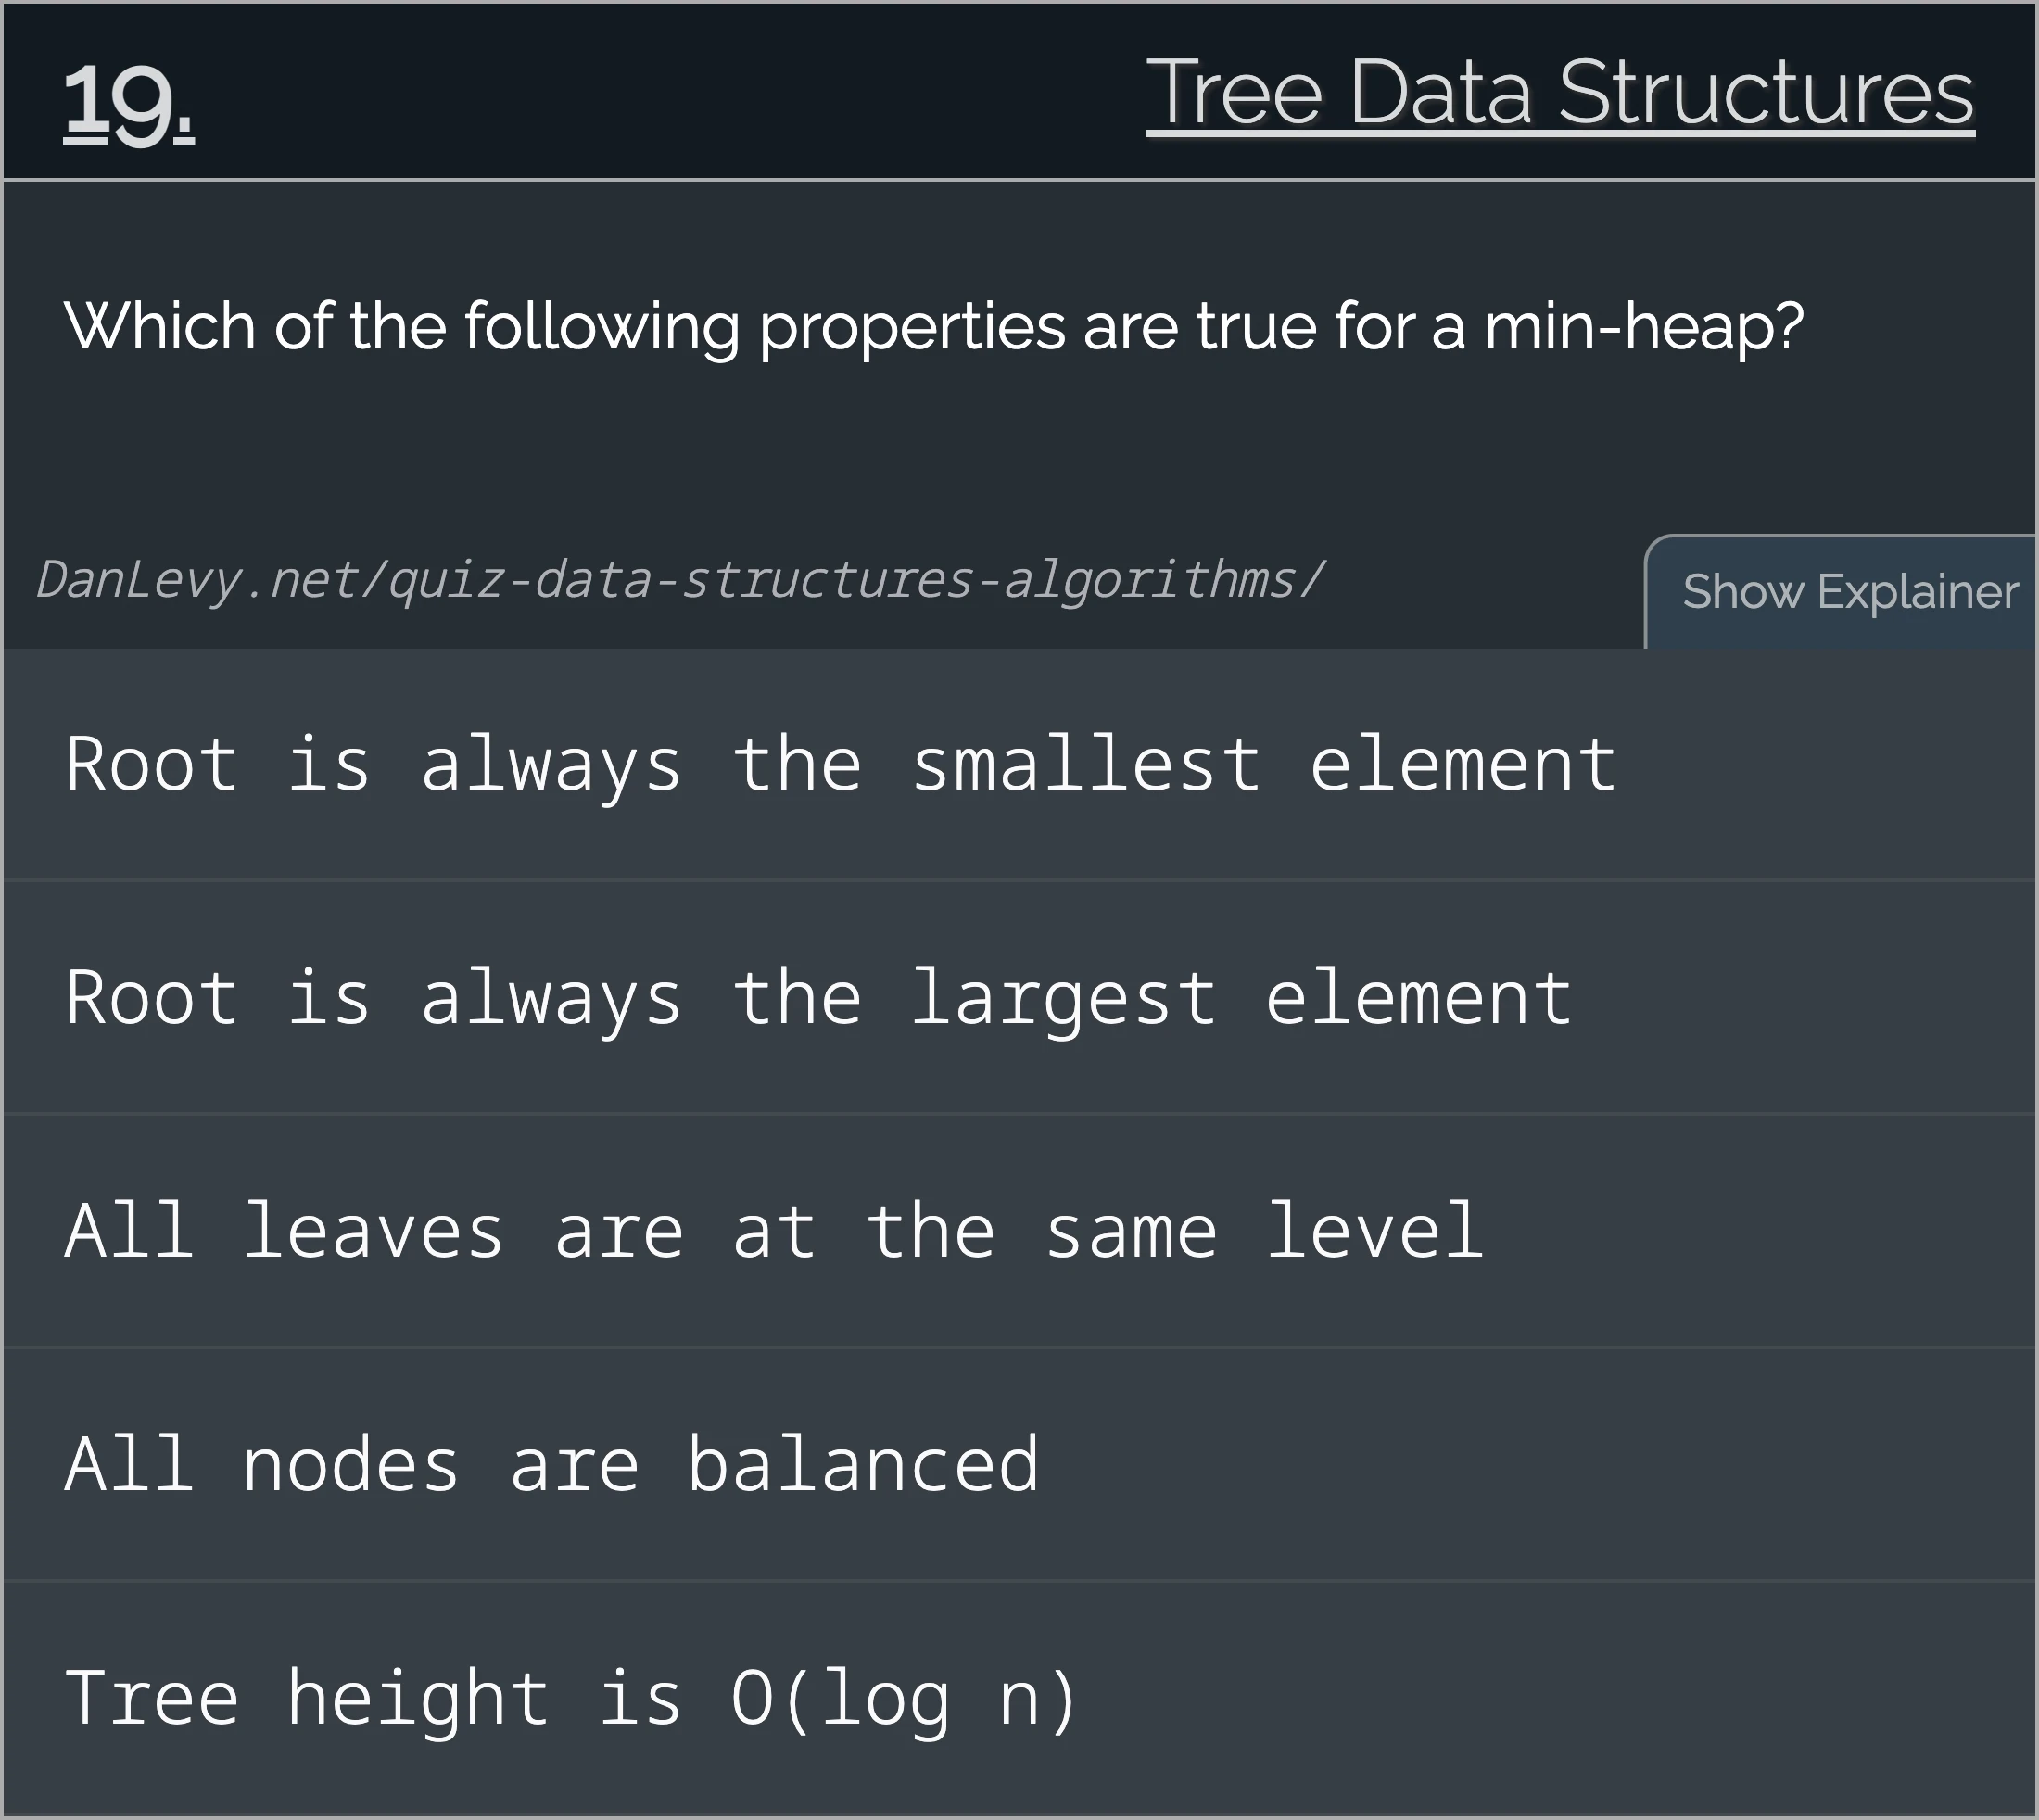 19.
Tree Data Structures
Which of the following properties are true for a min-heap?
DanLevy.net/quiz-data-structures-algorithms/
Show Explainer
Root is always the smallest element
Root is always the largest element
All leaves are at the same level
All nodes are balanced
Tree height is O(log n)